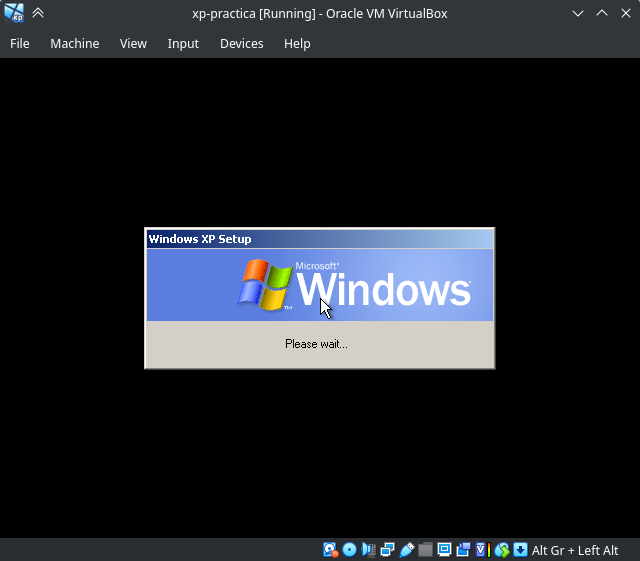 xp-practica [Running] - Oracle VM VirtualBox
File Machine View Input Devices Help
Windows XP Setup
Microsoft®
Windows
TM
Please wait...
Alt Gr + Left Alt